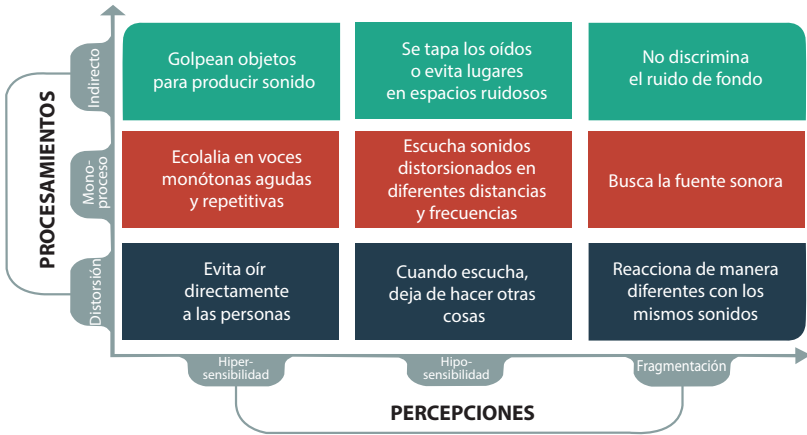 PROCESAMIENTOS
Indirecto
Golpean objetos
para producir sonido
Se tapa los oídos
o evita lugares
en espacios ruidosos
No discrimina
el ruido de fondo
Mono-
proceso
Ecolalia en voces
monótonas agudas
y repetitivas
Escucha sonidos
distorsionados en
diferentes distancias
y frecuencias
Busca la fuente sonora
Distorsión
Evita oír
directamente
a las personas
Cuando escucha,
deja de hacer otras
cosas
Reacciona de manera
diferentes con los
mismos sonidos
Hiper-
sensibilidad
Hipo-
sensibilidad
Fragmentación
PERCEPCIONES